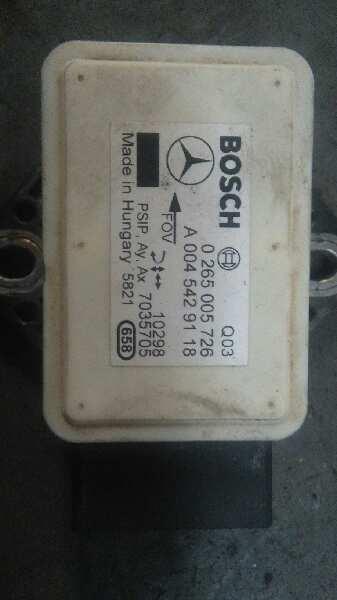 BOSCH
Q03
0 265 005 726
A 004 542 91 18
FOV
10298
PSIP, Ay, Ax 7035705
Made in Hungary 5821
658